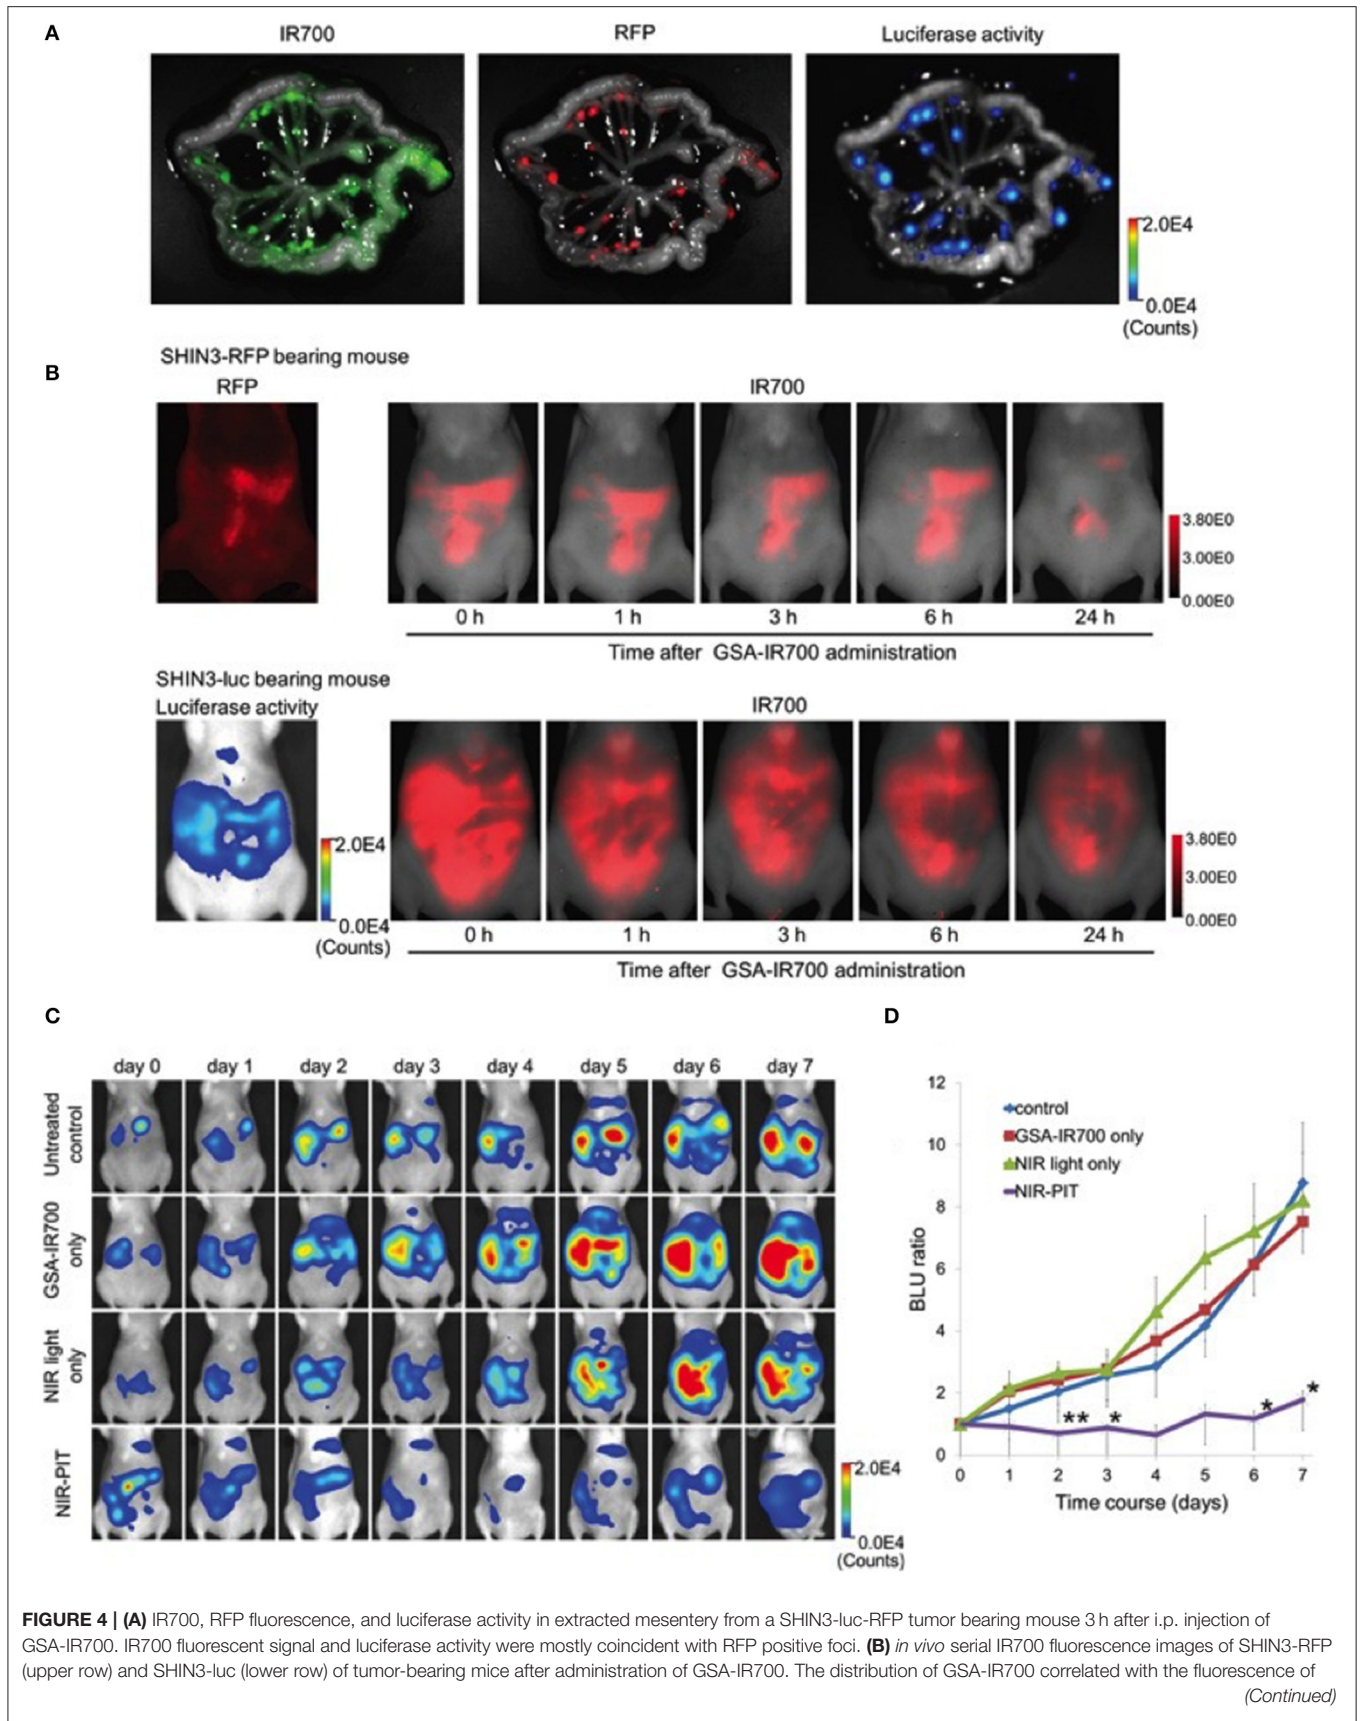 A
IR700
RFP
Luciferase activity
2.0E4
0.0E4
(Counts)
SHIN3-RFP bearing mouse
B
RFP
IR700
3.80E0
3.00E0
0.00E0
0 h
1 h
3 h
6 h
24 h
Time after GSA-IR700 administration
SHIN3-luc bearing mouse
Luciferase activity
IR700
2.0E4
0.0E4
(Counts)
3.80E0
3.00E0
0.00E0
0 h
1 h
3 h
6 h
24 h
Time after GSA-IR700 administration
C
day 0 day 1 day 2 day 3 day 4 day 5 day 6 day 7
Untreated
control
GSA-IR700
only
NIR light
only
NIR-PIT
2.0E4
0.0E4
(Counts)
D
12
10
8
6
4
2
0
BLU ratio
control
GSA-IR700 only
NIR light only
NIR-PIT
**
*
*
*
0 1 2 3 4 5 6 7
Time course (days)
FIGURE 4 | (A) IR700, RFP fluorescence, and luciferase activity in extracted mesentery from a SHIN3-luc-RFP tumor bearing mouse 3 h after i.p. injection of
GSA-IR700. IR700 fluorescent signal and luciferase activity were mostly coincident with RFP positive foci. (B) in vivo serial IR700 fluorescence images of SHIN3-RFP
(upper row) and SHIN3-luc (lower row) of tumor-bearing mice after administration of GSA-IR700. The distribution of GSA-IR700 correlated with the fluorescence of
(Continued)